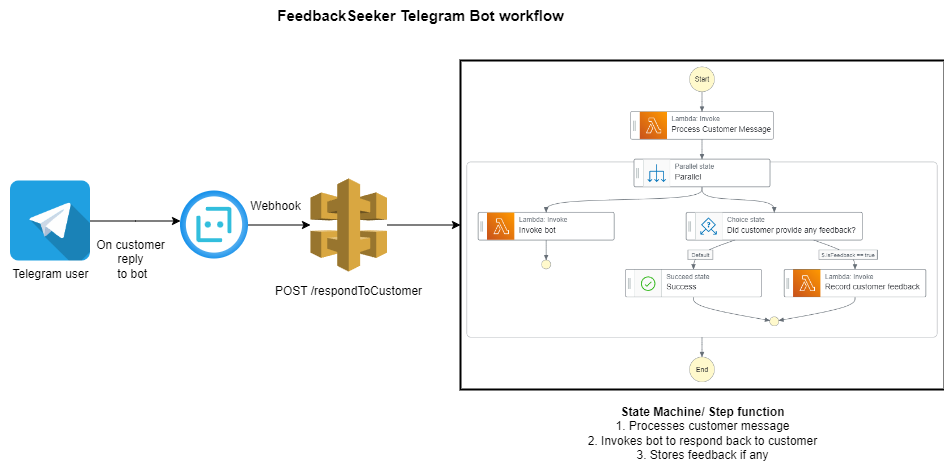 FeedbackSeeker Telegram Bot workflow
Start
Lambda: Invoke
Process Customer Message
Parallel state
Parallel
Lambda: Invoke
Invoke bot
Choice state
Did customer provide any feedback?
Default
$.isFeedback == true
Succeed state
Success
Lambda: Invoke
Record customer feedback
End
Telegram user
On customer
reply
to bot
Webhook
POST /respondToCustomer
State Machine/ Step function
1. Processes customer message
2. Invokes bot to respond back to customer
3. Stores feedback if any